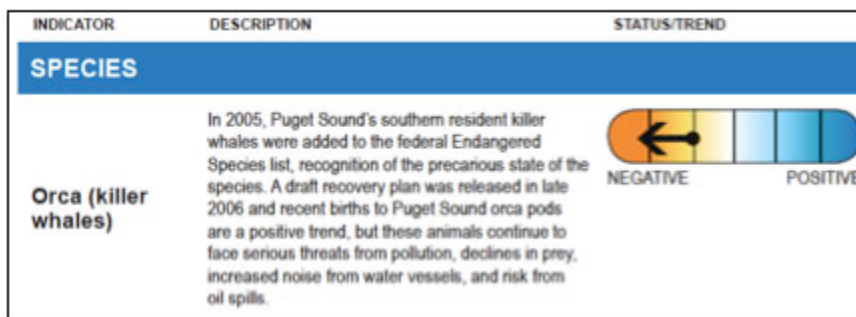 INDICATOR DESCRIPTION STATUS/TREND
SPECIES
In 2005, Puget Sound's southern resident killer
whales were added to the federal Endangered
Species list, recognition of the precarious state of the
species. A draft recovery plan was released in late
2006 and recent births to Puget Sound orca pods
are a positive trend, but these animals continue to
face serious threats from pollution, declines in prey,
increased noise from water vessels, and risk from
oil spills.
Orca (killer
whales)
NEGATIVE POSITIVE